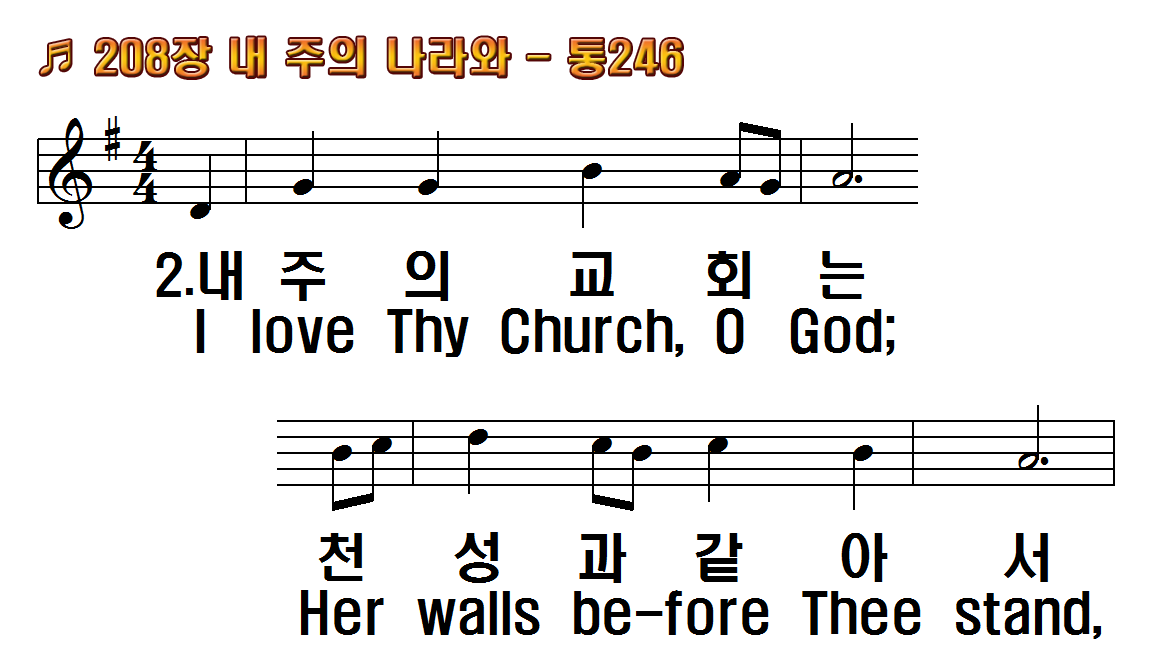 208장 내 주의 나라와 - 통246
2.내 주 의 교 회 는
I love Thy Church, O God;
천 성 과 같 아 서
Her walls be-fore Thee stand,